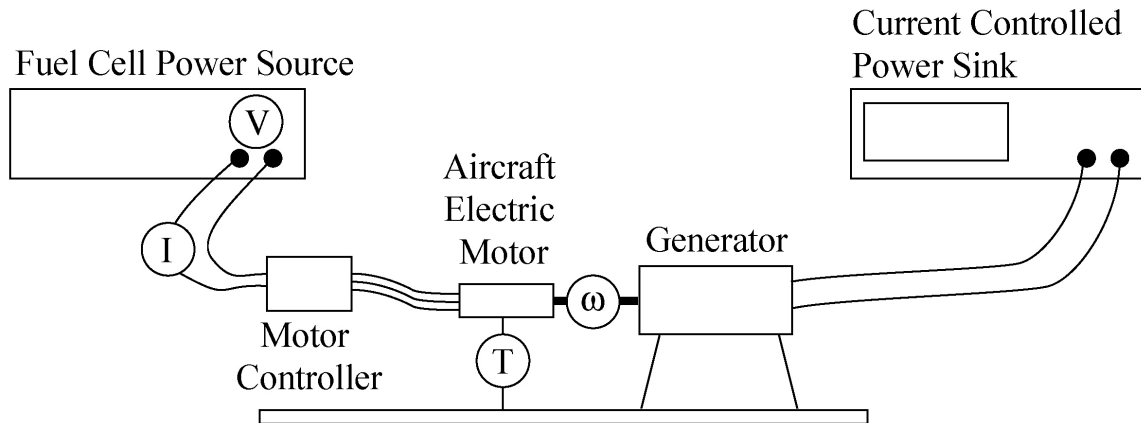 Fuel Cell Power Source
V
I
Motor
Controller
Aircraft
Electric
Motor
T
ω
Generator
Current Controlled
Power Sink